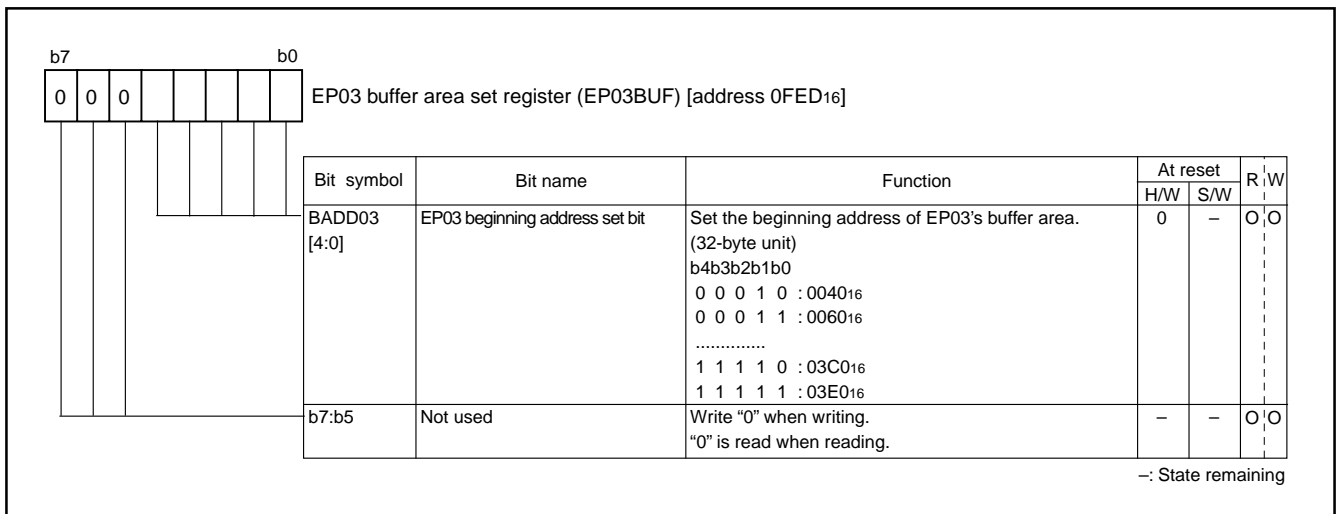 b7 b0
0 0 0 EP03 buffer area set register (EP03BUF) [address 0FED16]
Bit symbol Bit name Function At reset R W
H/W S/W
BADD03 EP03 beginning address set bit Set the beginning address of EP03's buffer area. 0 – O O
[4:0] (32-byte unit)
b4b3b2b1b0
0 0 0 1 0 : 004016
0 0 0 1 1 : 006016
..............
1 1 1 1 0 : 03C016
1 1 1 1 1 : 03E016
b7:b5 Not used Write “0” when writing. – – O O
“0” is read when reading.
–: State remaining